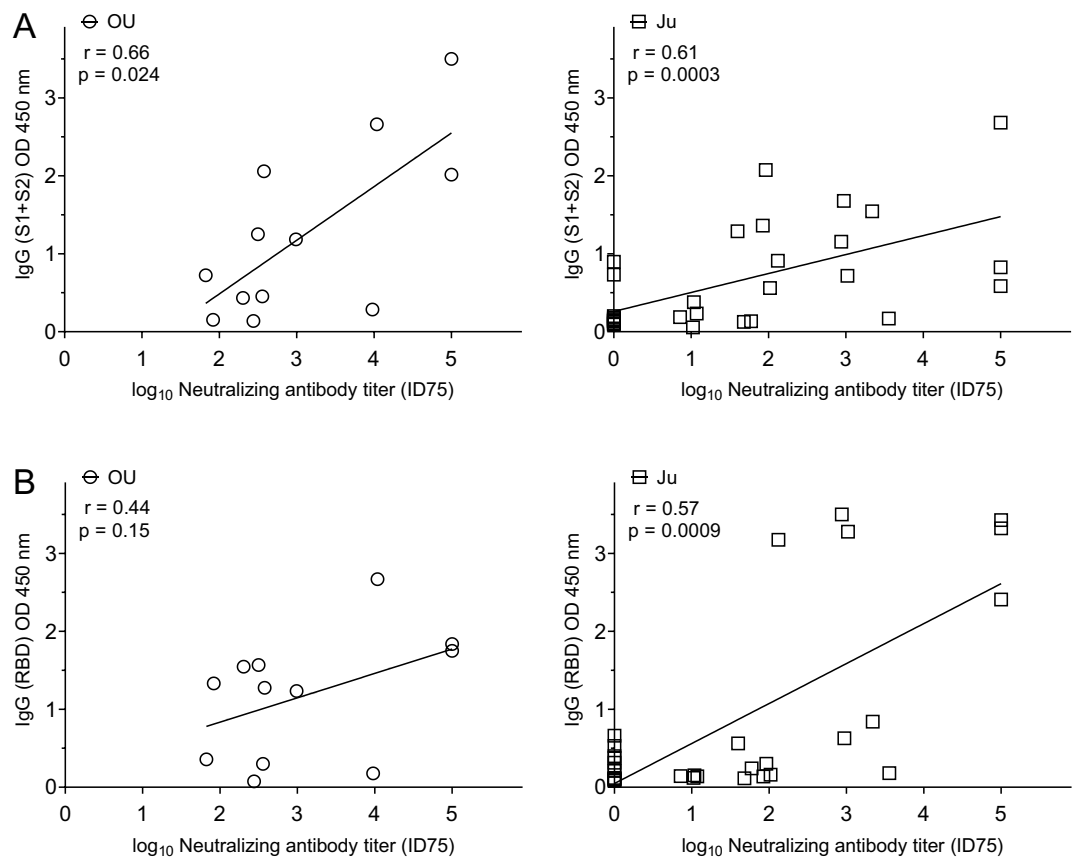 A
OU
r = 0.66
p = 0.024
IgG (S1+S2) OD 450 nm
3
2
1
0
0 1 2 3 4 5
log10 Neutralizing antibody titer (ID75)
Ju
r = 0.61
p = 0.0003
IgG (S1+S2) OD 450 nm
3
2
1
0
0 1 2 3 4 5
log10 Neutralizing antibody titer (ID75)
B
OU
r = 0.44
p = 0.15
IgG (RBD) OD 450 nm
3
2
1
0
0 1 2 3 4 5
log10 Neutralizing antibody titer (ID75)
Ju
r = 0.57
p = 0.0009
IgG (RBD) OD 450 nm
3
2
1
0
0 1 2 3 4 5
log10 Neutralizing antibody titer (ID75)